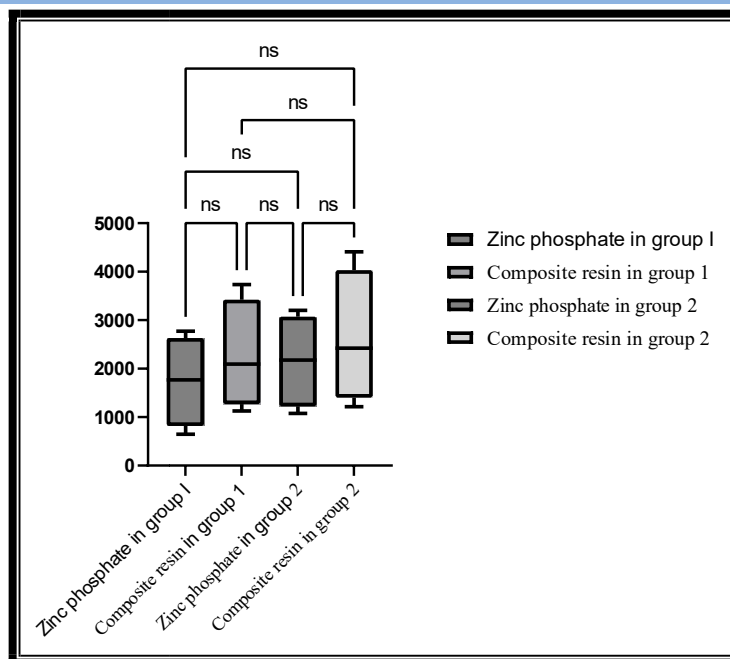 ns
ns
ns
ns
ns
ns
5000
4000
3000
2000
1000
0
Zinc phosphate in group I
Composite resin in group 1
Zinc phosphate in group 2
Composite resin in group 2
Zinc phosphate in group I
Composite resin in group 1
Zinc phosphate in group 2
Composite resin in group 2